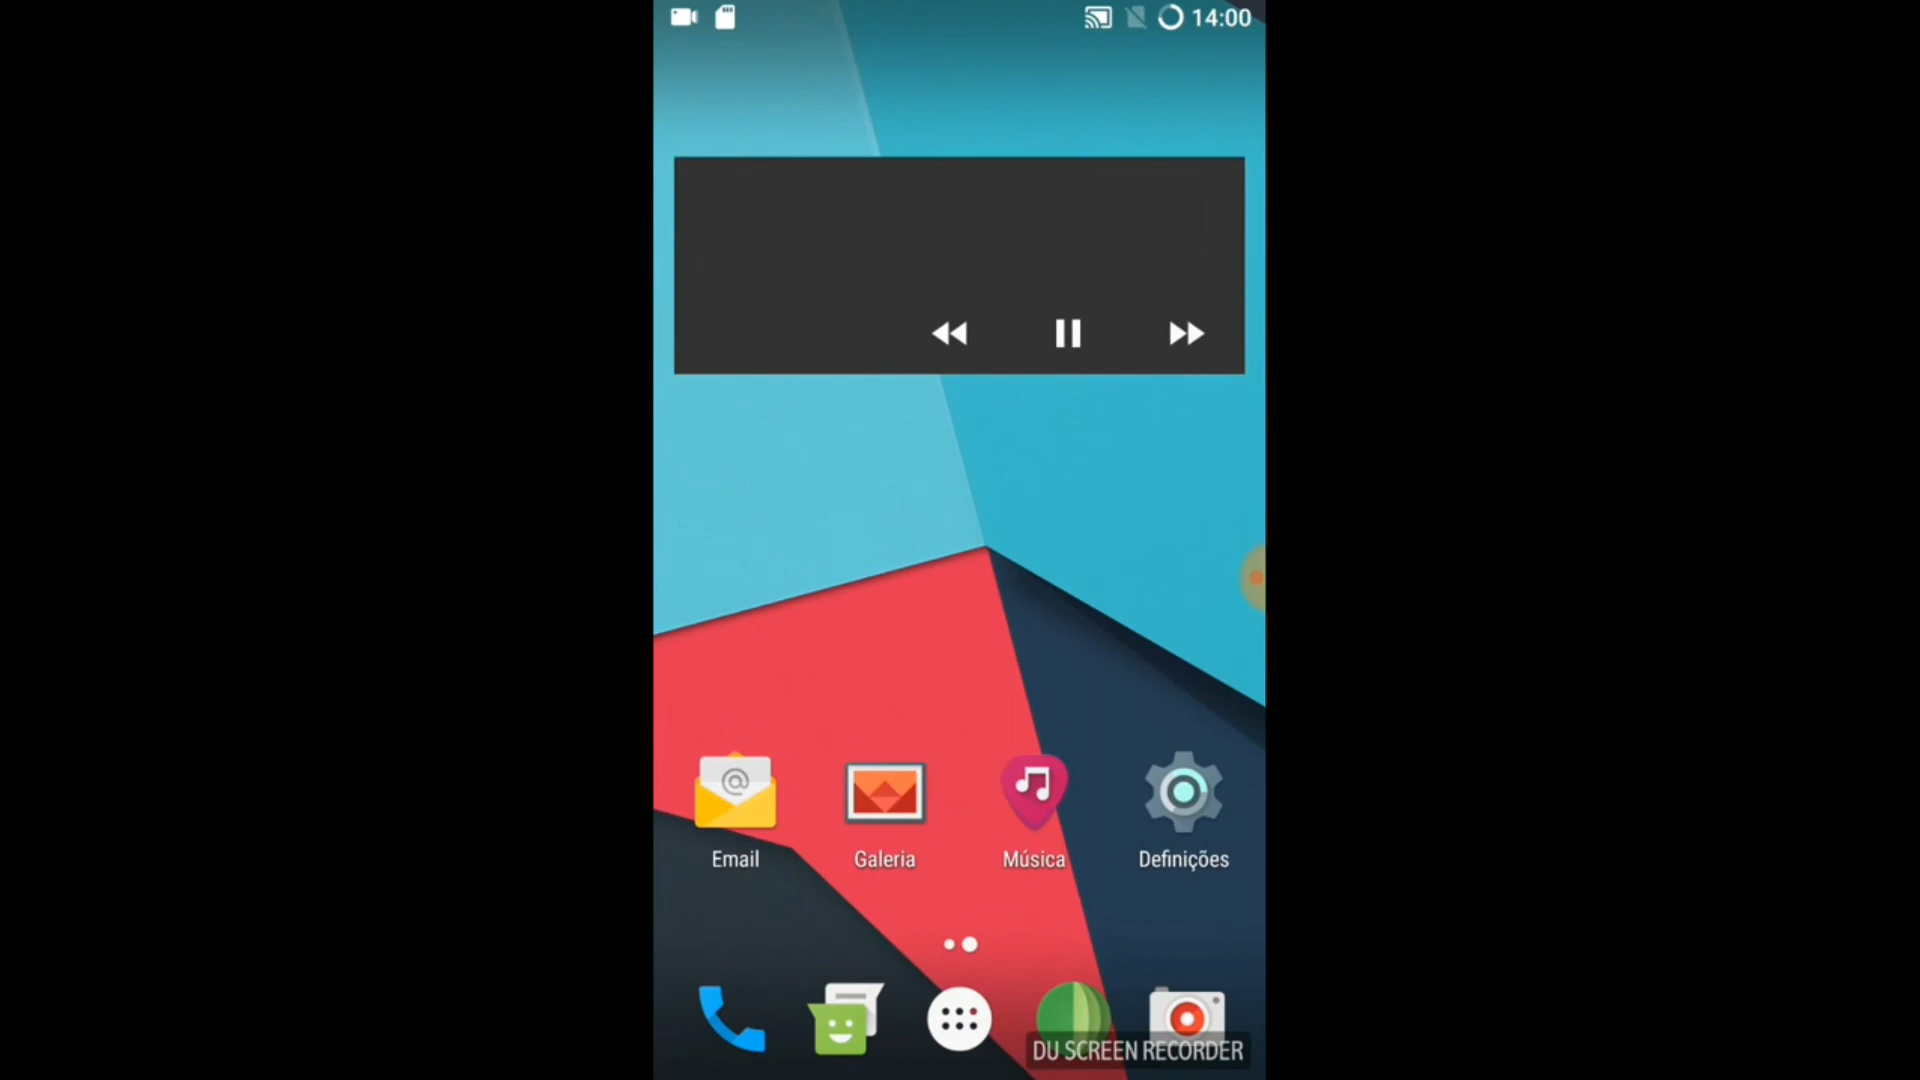 14:00
@
Email
Galeria
Música
Definições
DU SCREEN RECORDER